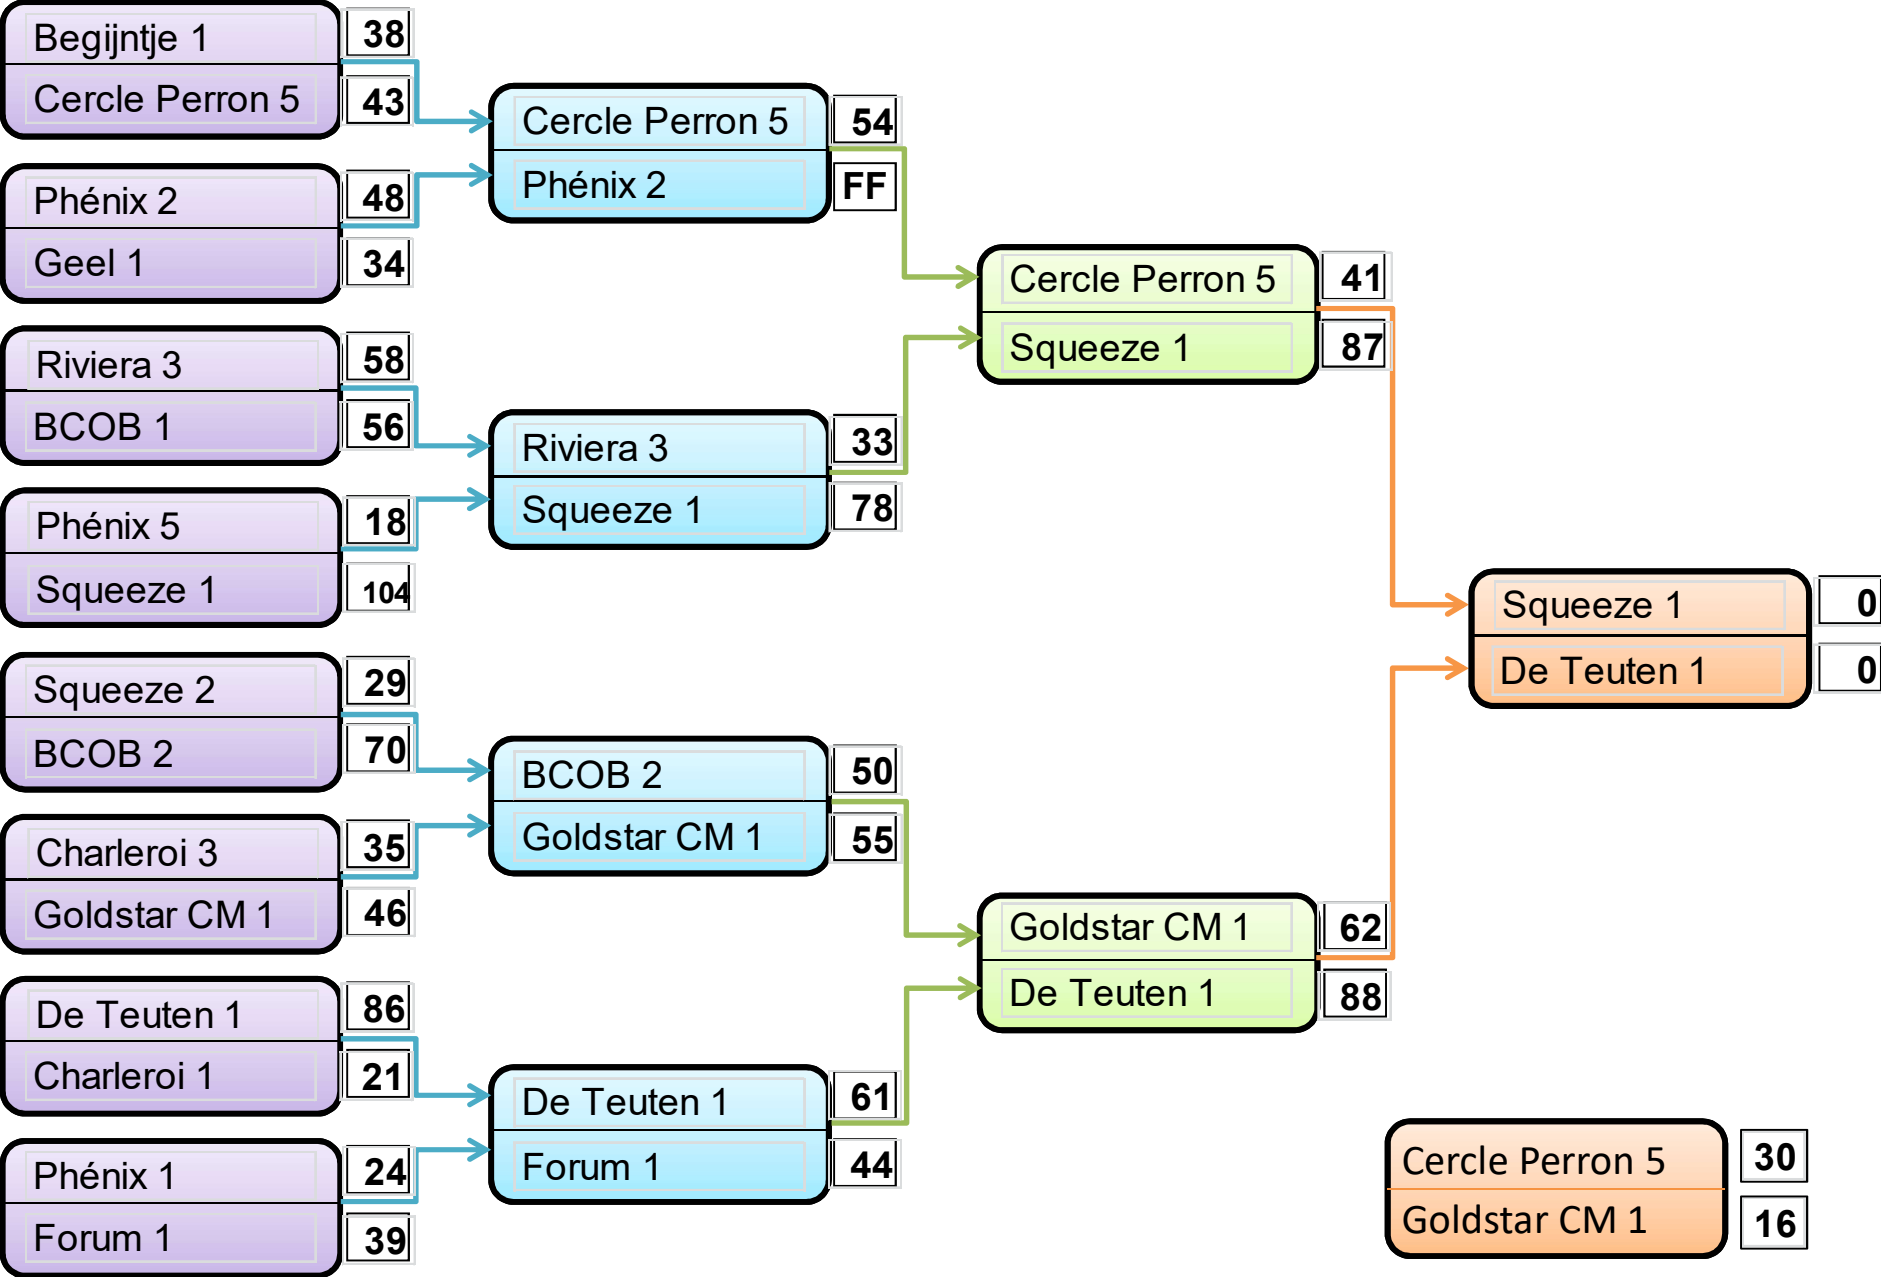 Begijntje 1 38
Cercle Perron 5 43
Phénix 2 48
Geel 1 34
Riviera 3 58
BCOB 1 56
Phénix 5 18
Squeeze 1 104
Squeeze 2 29
BCOB 2 70
Charleroi 3 35
Goldstar CM 1 46
De Teuten 1 86
Charleroi 1 21
Phénix 1 24
Forum 1 39
Cercle Perron 5 54
Phénix 2 FF
Riviera 3 33
Squeeze 1 78
BCOB 2 50
Goldstar CM 1 55
De Teuten 1 61
Forum 1 44
Cercle Perron 5 41
Squeeze 1 87
Goldstar CM 1 62
De Teuten 1 88
Squeeze 1 0
De Teuten 1 0
Cercle Perron 5 30
Goldstar CM 1 16